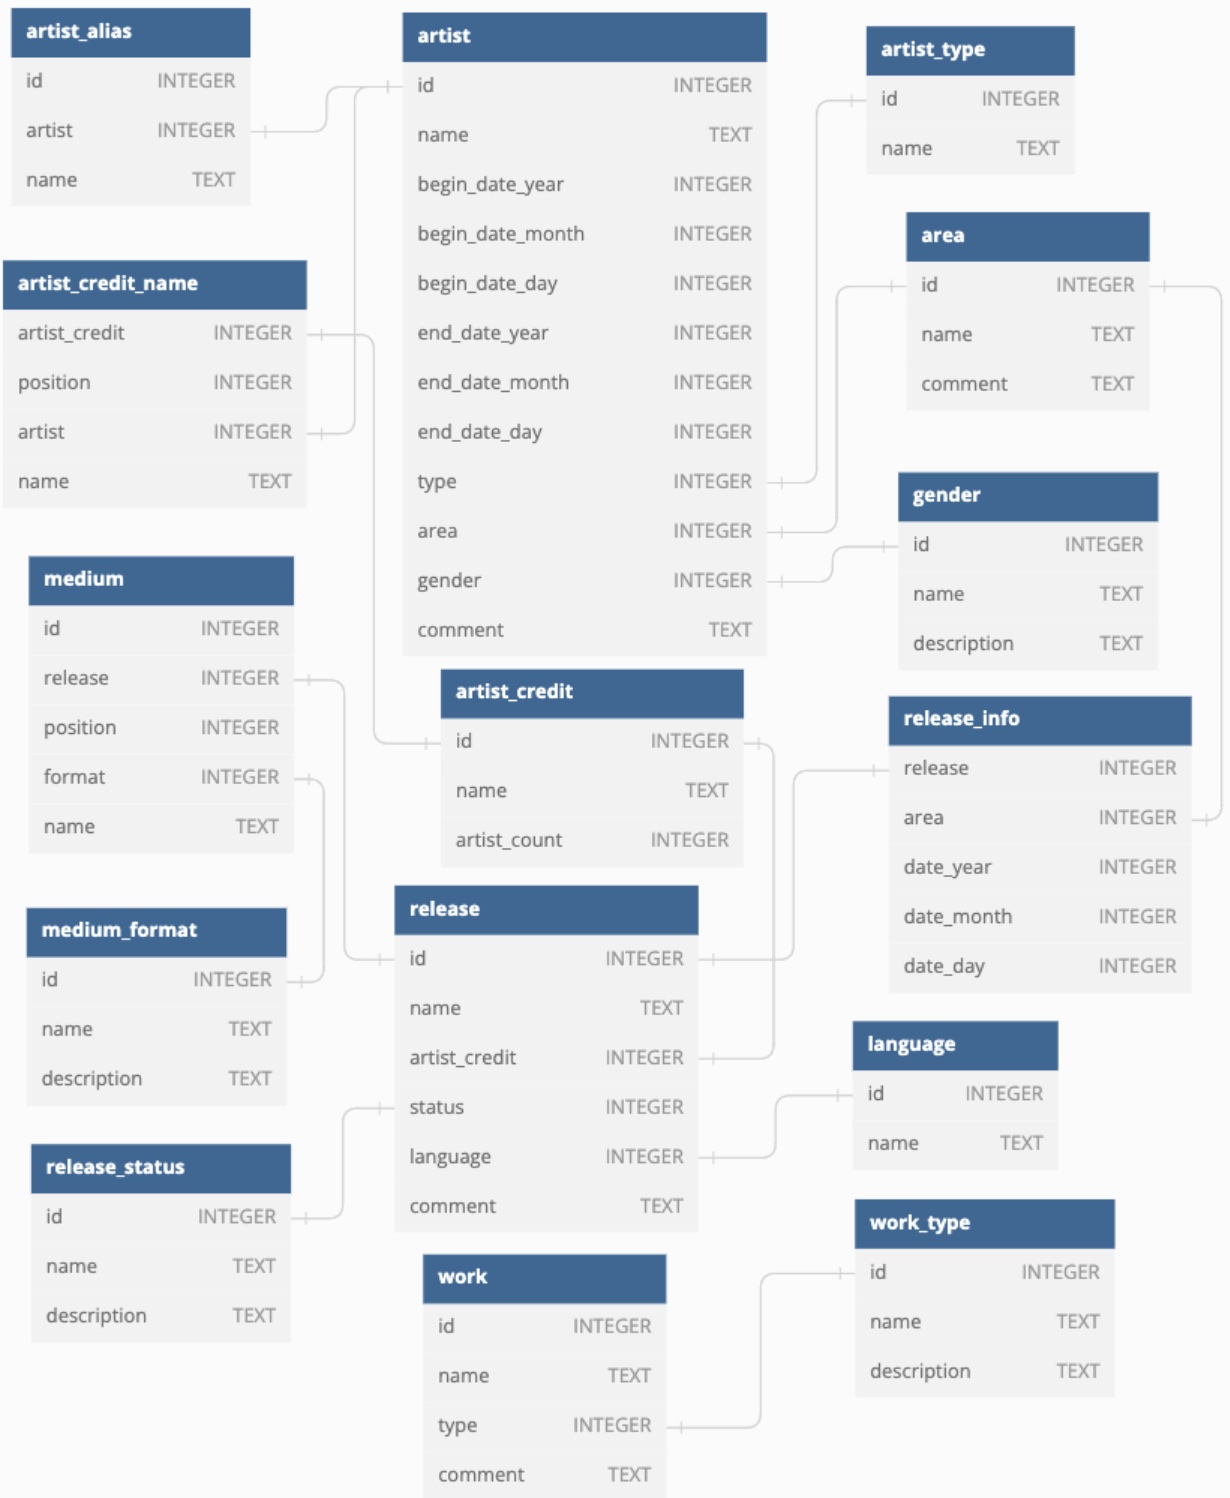 artist_alias
id INTEGER
artist INTEGER
name TEXT
artist
id INTEGER
name TEXT
begin_date_year INTEGER
begin_date_month INTEGER
begin_date_day INTEGER
end_date_year INTEGER
end_date_month INTEGER
end_date_day INTEGER
type INTEGER
area INTEGER
gender INTEGER
comment TEXT
artist_type
id INTEGER
name TEXT
area
id INTEGER
name TEXT
comment TEXT
artist_credit_name
artist_credit INTEGER
position INTEGER
artist INTEGER
name TEXT
gender
id INTEGER
name TEXT
description TEXT
medium
id INTEGER
release INTEGER
position INTEGER
format INTEGER
name TEXT
artist_credit
id INTEGER
name TEXT
artist_count INTEGER
release_info
release INTEGER
area INTEGER
date_year INTEGER
date_month INTEGER
date_day INTEGER
medium_format
id INTEGER
name TEXT
description TEXT
release
id INTEGER
name TEXT
artist_credit INTEGER
status INTEGER
language INTEGER
comment TEXT
language
id INTEGER
name TEXT
release_status
id INTEGER
name TEXT
description TEXT
work
id INTEGER
name TEXT
type INTEGER
comment TEXT
work_type
id INTEGER
name TEXT
description TEXT